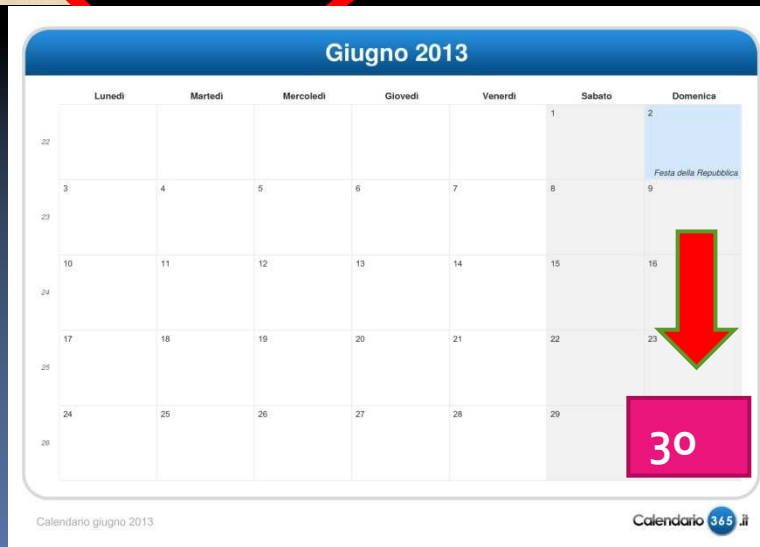 Giugno 2013
Lunedì Martedì Mercoledì Giovedì Venerdì Sabato Domenica
22 1 2
Festa della Repubblica
23 3 4 5 6 7 8 9
24 10 11 12 13 14 15 16
25 17 18 19 20 21 22 23
26 24 25 26 27 28 29 30
Calendario giugno 2013
Calendario 365 .it